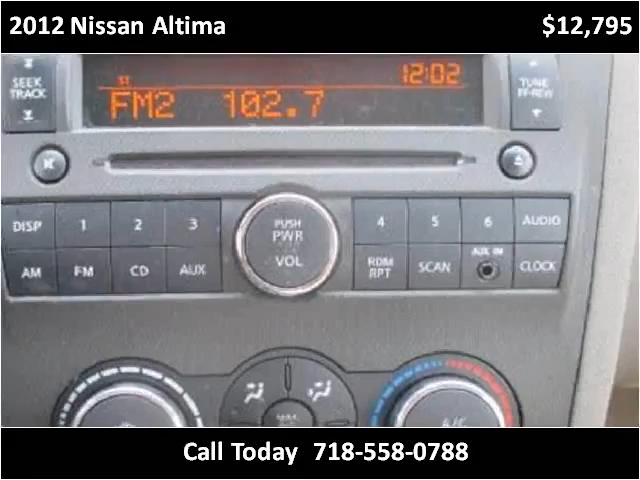 2012 Nissan Altima $12,795
SEEK TRACK
ST
12:02
TUNE
FF·REW
FM2 102.7
DISP 1 2 3
PUSH
PWR
VOL
4 5 6 AUDIO
AM FM CD AUX
RDM
RPT
SCAN
AUX IN
CLOCK
A/C
Call Today 718-558-0788